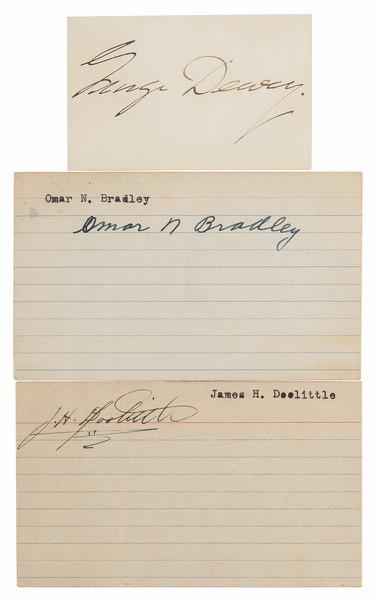 George Dewey.
Omar N. Bradley
Omar N Bradley
James H. Doolittle
J.H. Doolittle